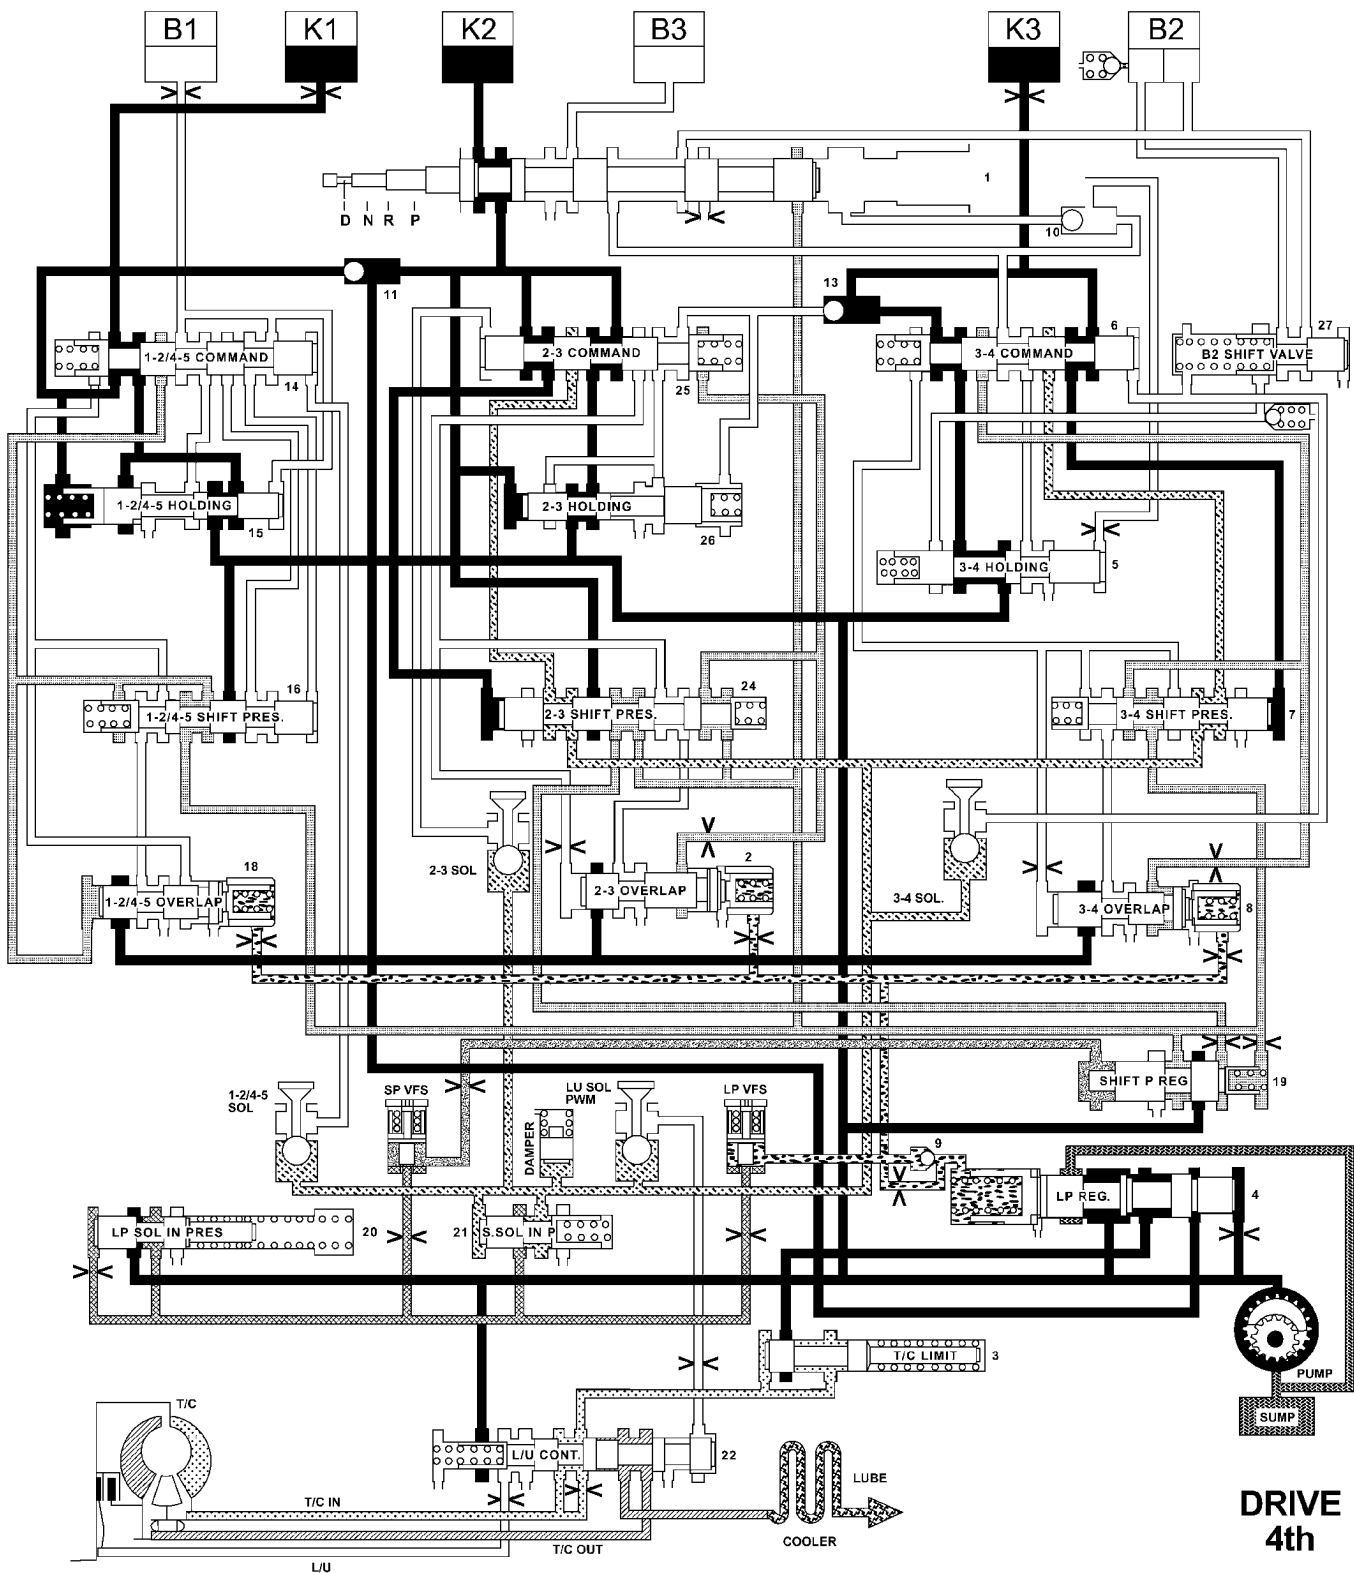 B1 K1 K2 B3 K3 B2
1
D N R P
10
11
13
6
27
1-2/4-5 COMMAND
2-3 COMMAND
3-4 COMMAND
B2 SHIFT VALVE
14
25
1-2/4-5 HOLDING
2-3 HOLDING
15
26
3-4 HOLDING
5
16
24
1-2/4-5 SHIFT PRES.
2-3 SHIFT PRES.
3-4 SHIFT PRES.
7
18
2-3 SOL
2
1-2/4-5 OVERLAP
2-3 OVERLAP
3-4 SOL.
3-4 OVERLAP
8
SHIFT P REG
19
1-2/4-5
SOL
SP VFS
LU SOL
PWM
LP VFS
DAMPER
9
LP REG.
4
LP SOL IN PRES
20
21
S.SOL IN P
T/C LIMIT
3
PUMP
SUMP
T/C
L/U CONT.
22
LUBE
T/C IN
COOLER
T/C OUT
L/U
DRIVE
4th